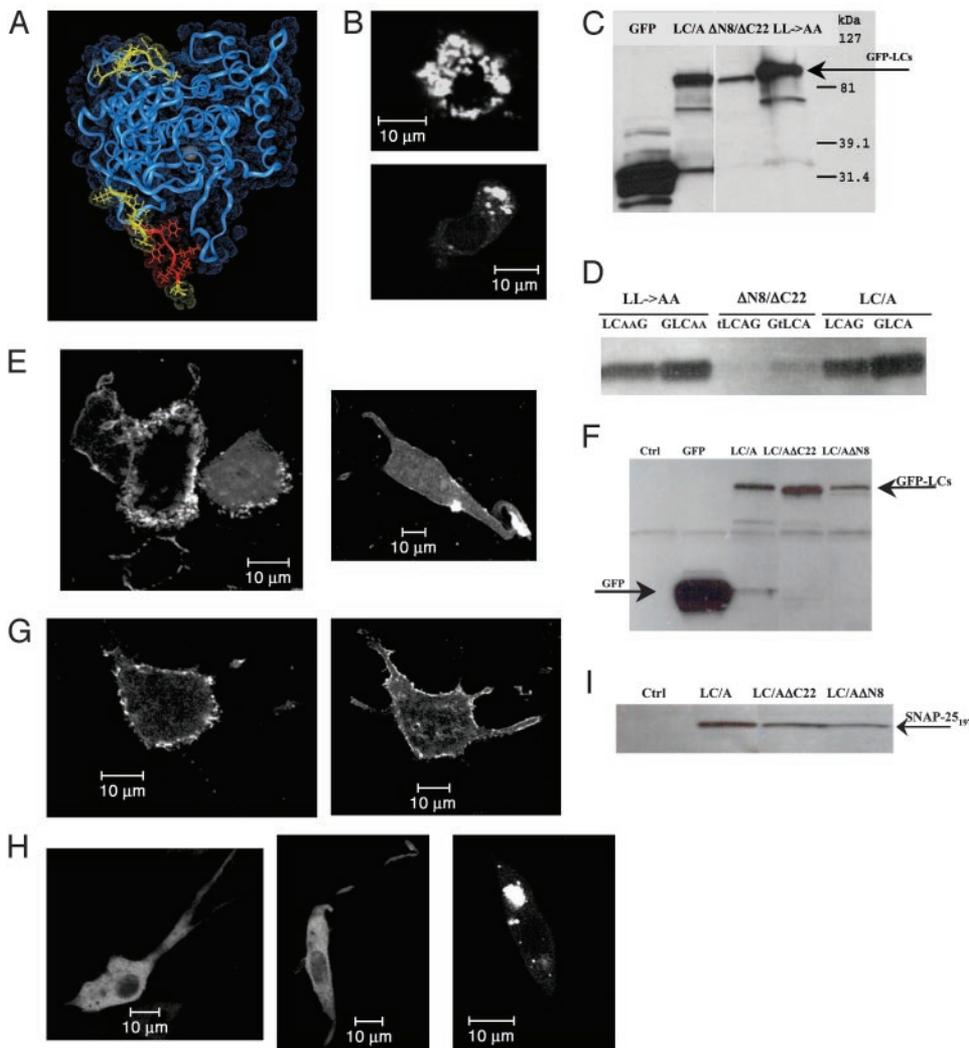 A
B
10 µm
10 µm
C
GFP LC/A ΔN8/ΔC22 LL->AA kDa
127
GFP-LCs
81
39.1
31.4
D
LL->AA ΔN8/ΔC22 LC/A
LCAAG GLCAA tLCAG GtLCA LCAG GLCA
E
10 µm
10 µm
F
Ctrl GFP LC/A LC/AΔC22 LC/AΔN8
GFP-LCs
GFP
G
10 µm
10 µm
I
Ctrl LC/A LC/AΔC22 LC/AΔN8
SNAP-25
H
10 µm
10 µm
10 µm